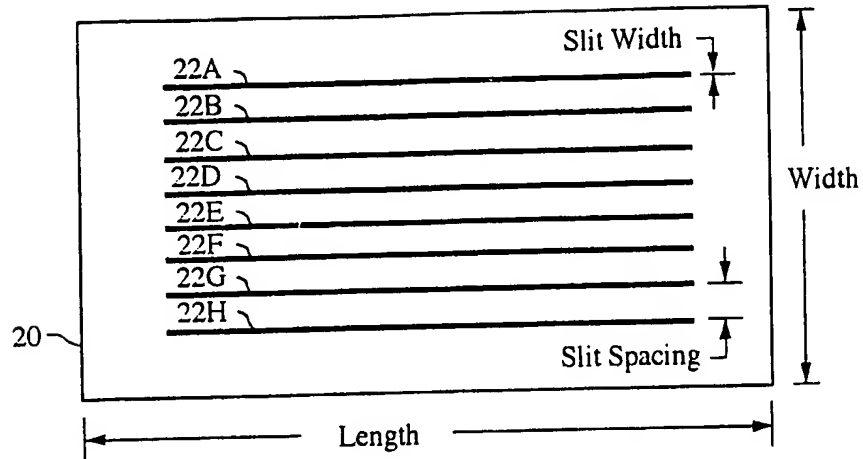 Slit Width
22A
22B
22C
22D
Width
22E
22F
22G
22H
20
Slit Spacing
Length